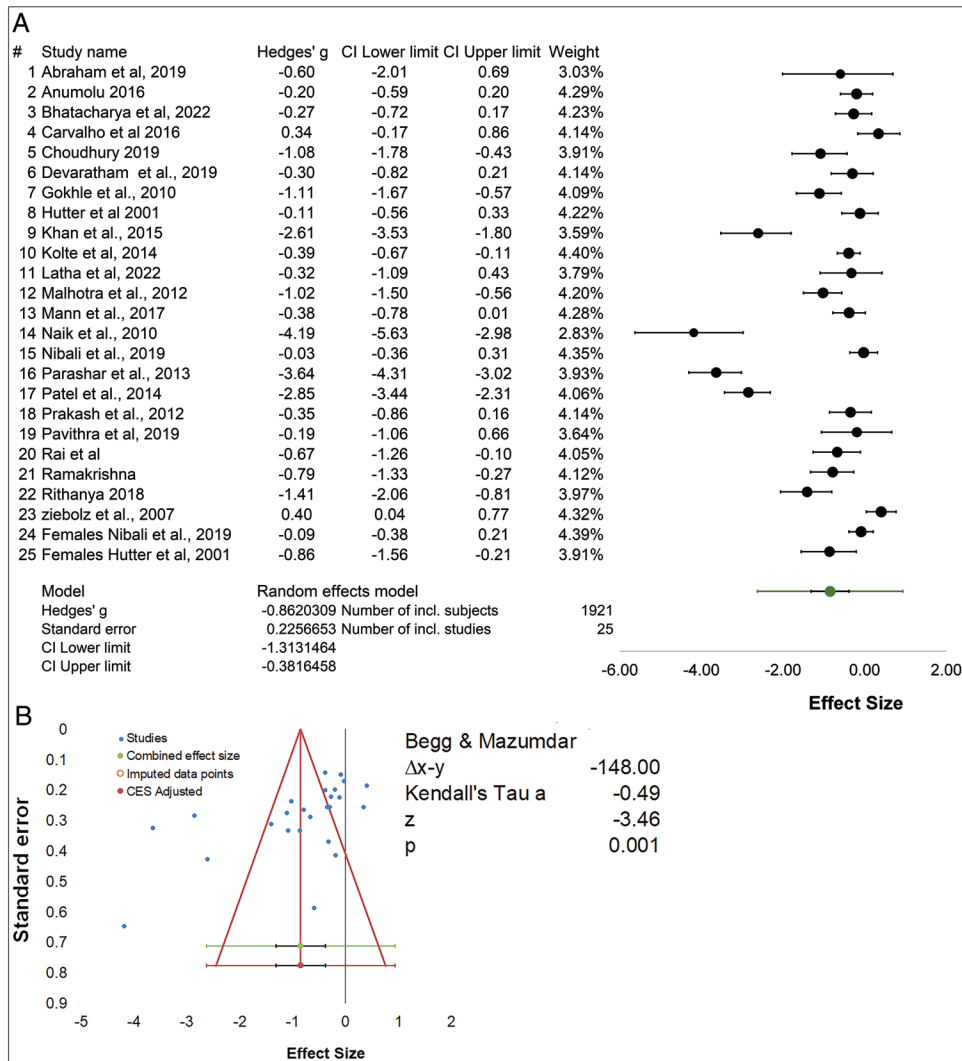 A
# Study name Hedges' g CI Lower limit CI Upper limit Weight
1 Abraham et al, 2019 -0.60 -2.01 0.69 3.03%
2 Anumolu 2016 -0.20 -0.59 0.20 4.29%
3 Bhatacharya et al, 2022 -0.27 -0.72 0.17 4.23%
4 Carvalho et al 2016 0.34 -0.17 0.86 4.14%
5 Choudhury 2019 -1.08 -1.78 -0.43 3.91%
6 Devaratham et al., 2019 -0.30 -0.82 0.21 4.14%
7 Gokhle et al., 2010 -1.11 -1.67 -0.57 4.09%
8 Hutter et al 2001 -0.11 -0.56 0.33 4.22%
9 Khan et al., 2015 -2.61 -3.53 -1.80 3.59%
10 Kolte et al, 2014 -0.39 -0.67 -0.11 4.40%
11 Latha et al, 2022 -0.32 -1.09 0.43 3.79%
12 Malhotra et al., 2012 -1.02 -1.50 -0.56 4.20%
13 Mann et al., 2017 -0.38 -0.78 0.01 4.28%
14 Naik et al., 2010 -4.19 -5.63 -2.98 2.83%
15 Nibali et al., 2019 -0.03 -0.36 0.31 4.35%
16 Parashar et al., 2013 -3.64 -4.31 -3.02 3.93%
17 Patel et al., 2014 -2.85 -3.44 -2.31 4.06%
18 Prakash et al., 2012 -0.35 -0.86 0.16 4.14%
19 Pavithra et al, 2019 -0.19 -1.06 0.66 3.64%
20 Rai et al -0.67 -1.26 -0.10 4.05%
21 Ramakrishna -0.79 -1.33 -0.27 4.12%
22 Rithanya 2018 -1.41 -2.06 -0.81 3.97%
23 ziebolz et al., 2007 0.40 0.04 0.77 4.32%
24 Females Nibali et al., 2019 -0.09 -0.38 0.21 4.39%
25 Females Hutter et al, 2001 -0.86 -1.56 -0.21 3.91%
Model Random effects model
Hedges' g -0.8620309 Number of incl. subjects 1921
Standard error 0.2256653 Number of incl. studies 25
CI Lower limit -1.3131464
CI Upper limit -0.3816458
-6.00 -4.00 -2.00 0.00 2.00
Effect Size
B
Standard error
0
0.1
0.2
0.3
0.4
0.5
0.6
0.7
0.8
0.9
Studies
Combined effect size
Imputed data points
CES Adjusted
-5 -4 -3 -2 -1 0 1 2
Effect Size
Begg & Mazumdar
Δx-y -148.00
Kendall's Tau a -0.49
z -3.46
p 0.001